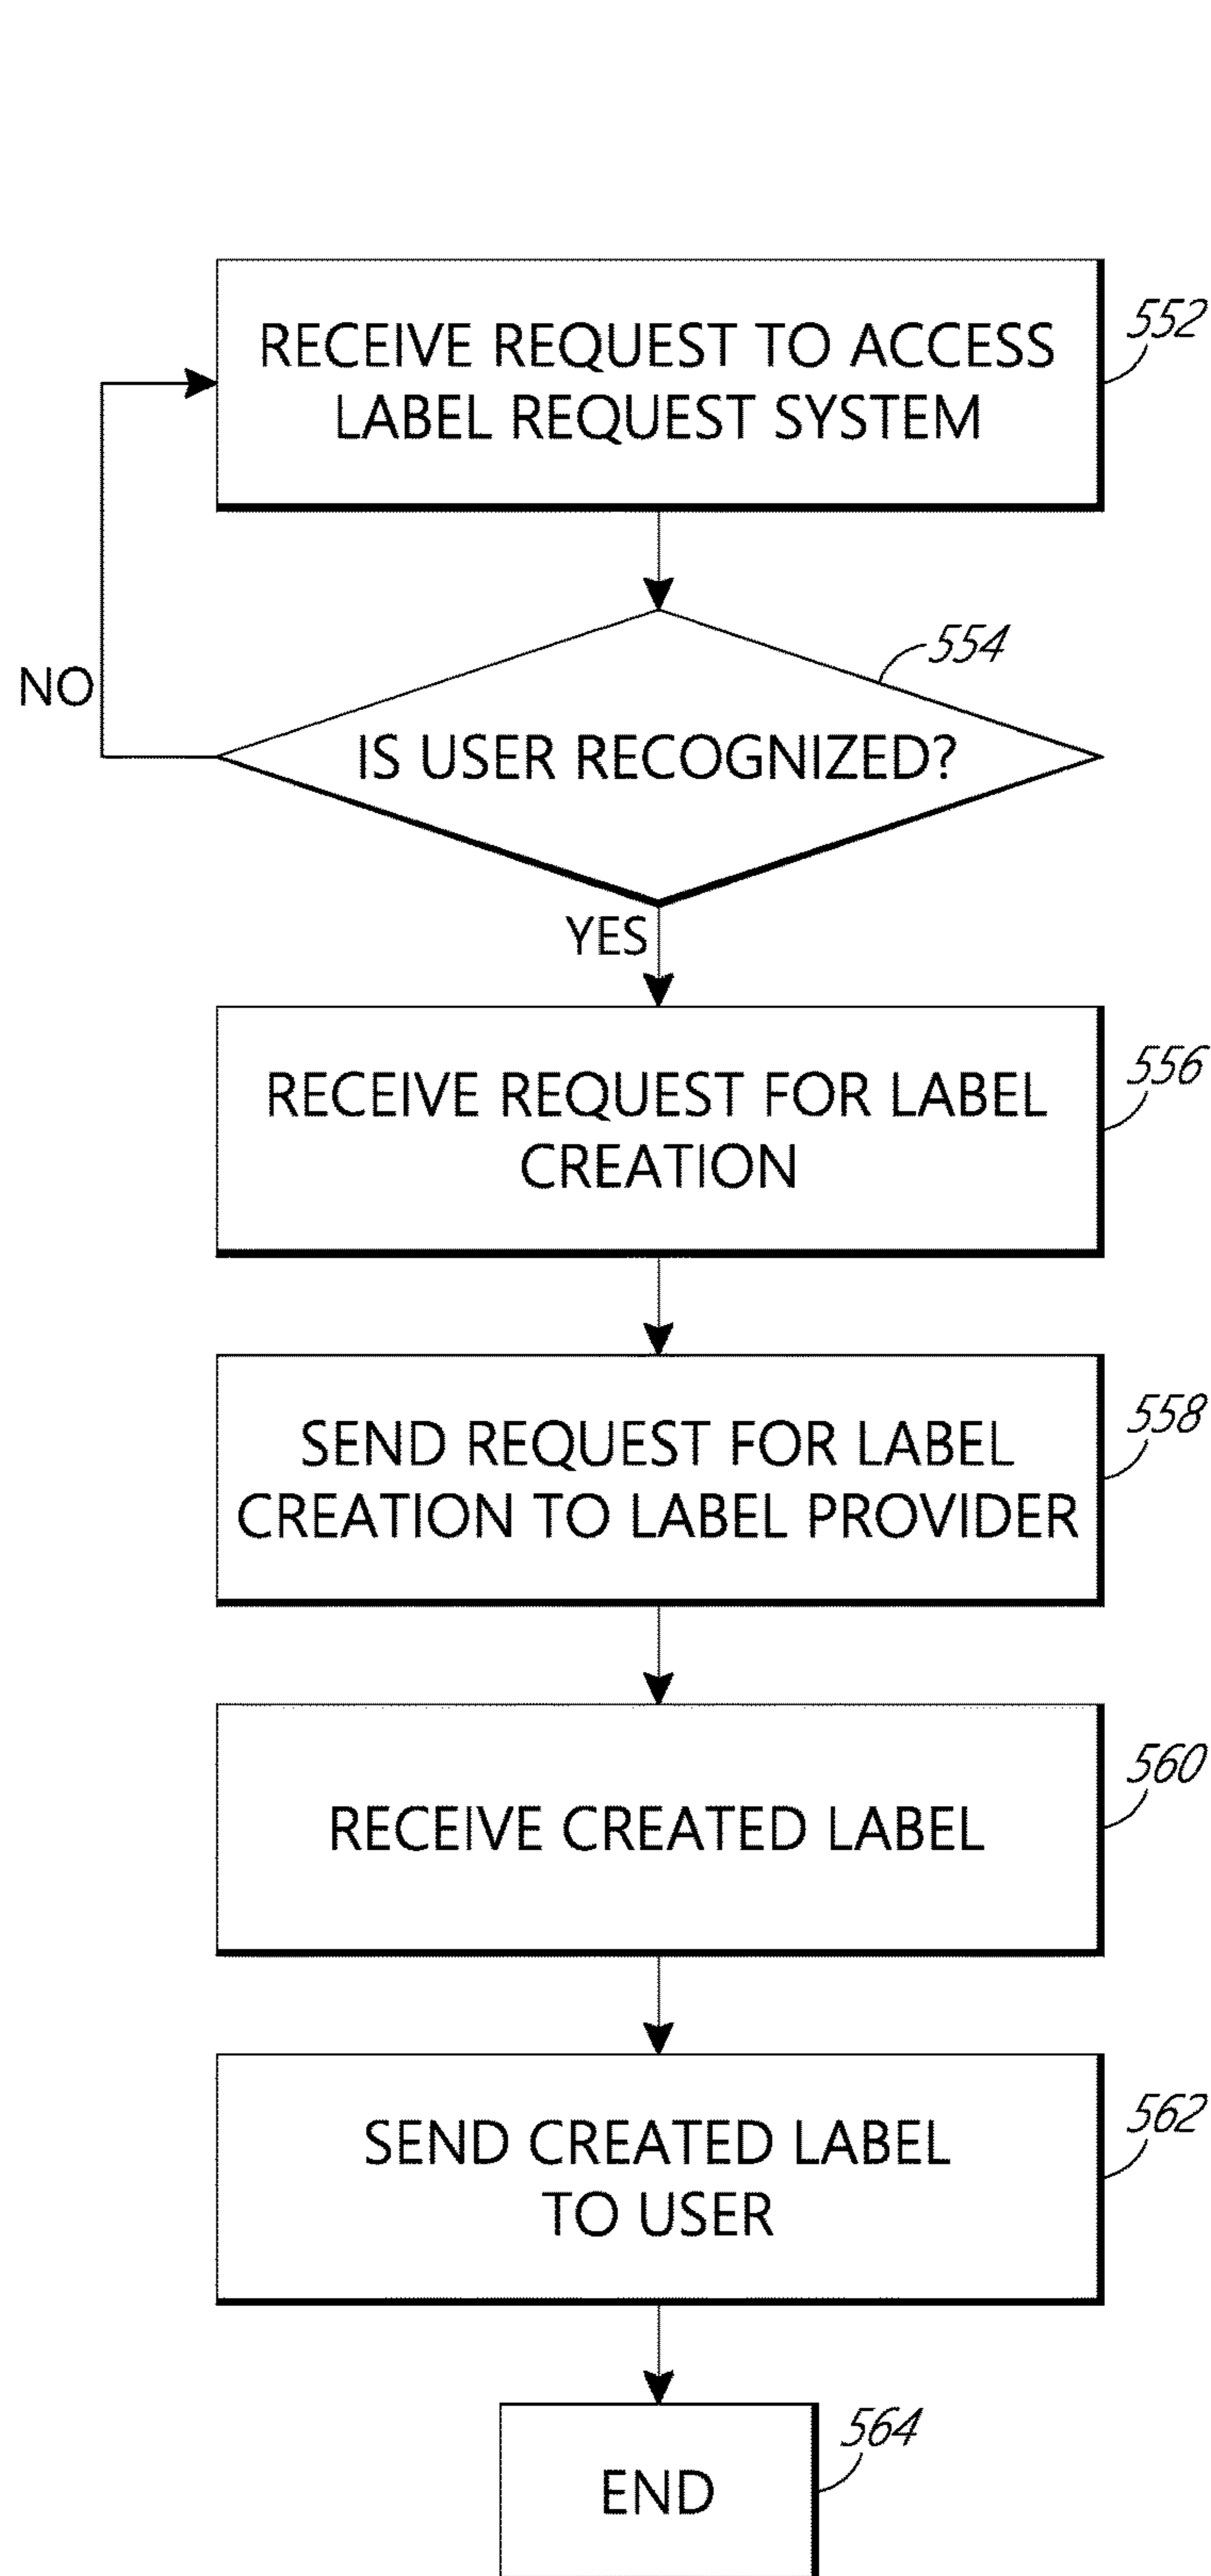 RECEIVE REQUEST TO ACCESS
LABEL REQUEST SYSTEM
552
554
NO
IS USER RECOGNIZED?
YES
RECEIVE REQUEST FOR LABEL
CREATION
556
SEND REQUEST FOR LABEL
CREATION TO LABEL PROVIDER
558
RECEIVE CREATED LABEL
560
SEND CREATED LABEL
TO USER
562
END
564